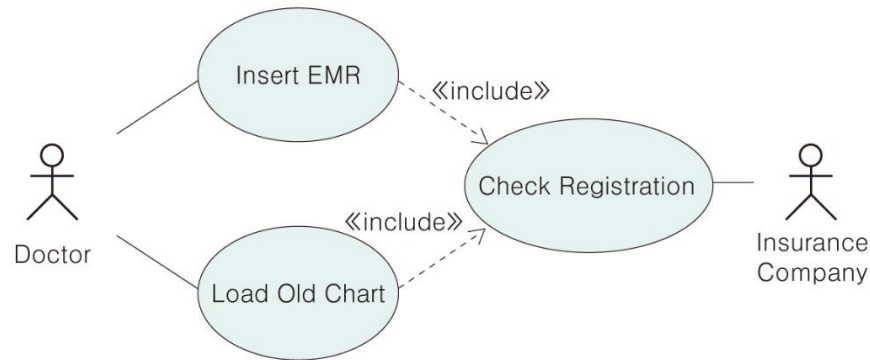 Insert EMR
≪include≫
Check Registration
≪include≫
Doctor
Load Old Chart
Insurance
Company